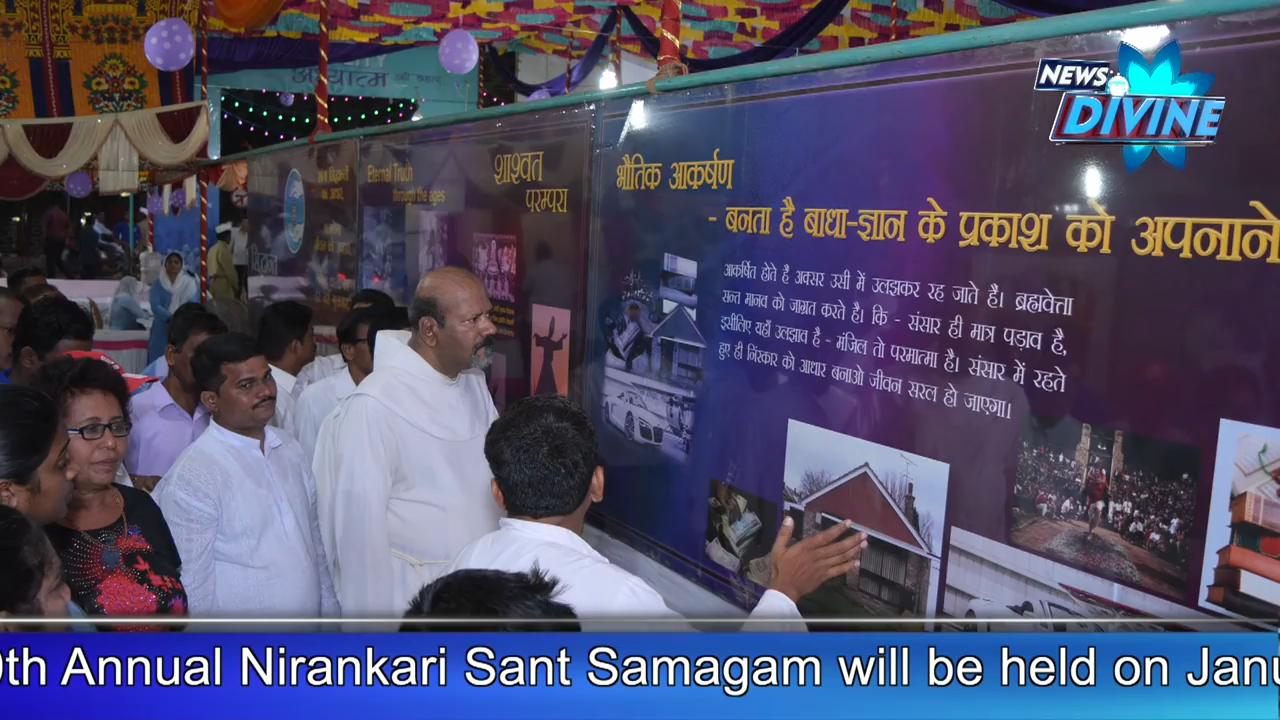 अध्यात्म
NEWS
DIVINE
Eternal Truth
through the ages
शाश्वत
परम्परा
भौतिक आकर्षण
- बनता है बाधा-ज्ञान के प्रकाश को अपनाने
आकर्षित होते है अक्सर उसी में उलझकर रह जाते है। ब्रह्मवेत्ता
सन्त मानव को जाग्रत करते है। कि - संसार ही मात्र पड़ाव है,
इसीलिए यहाँ उलझाव है - मंजिल तो परमात्मा है। संसार में रहते
हुए ही निंरकार को आधार बनाओ जीवन सरल हो जाएगा।
0th Annual Nirankari Sant Samagam will be held on Janu